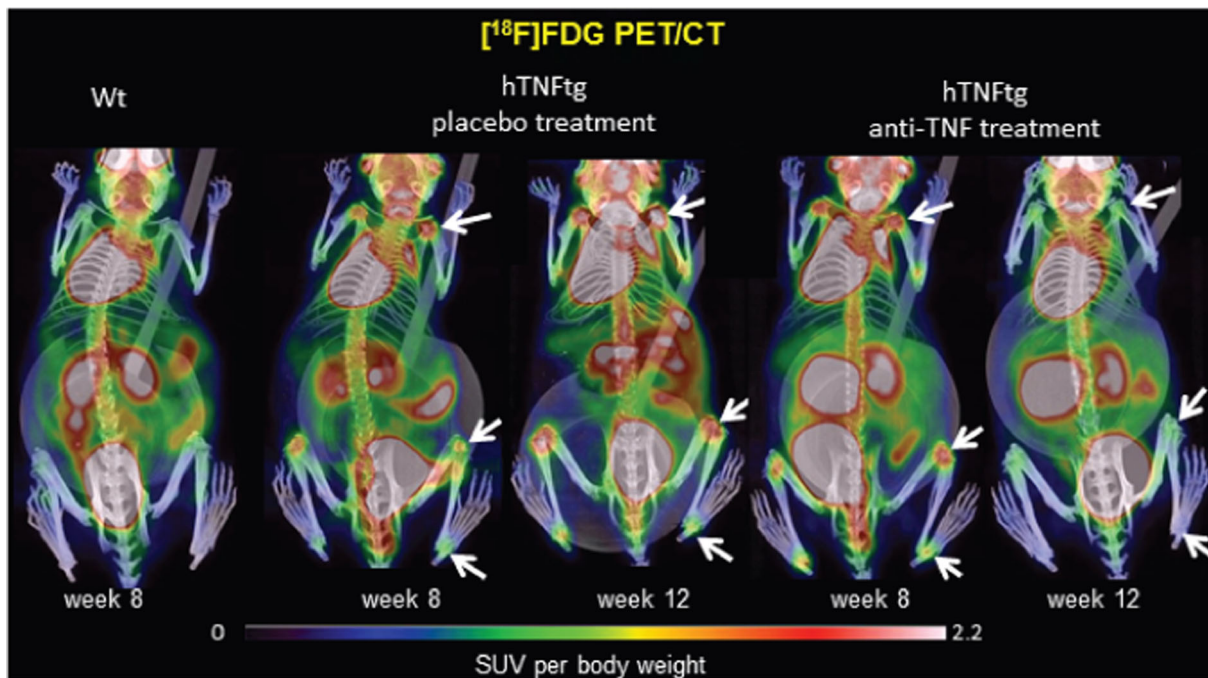 [¹⁸F]FDG PET/CT
Wt
hTNFtg
placebo treatment
hTNFtg
anti-TNF treatment
week 8
week 8
week 12
week 8
week 12
0
2.2
SUV per body weight